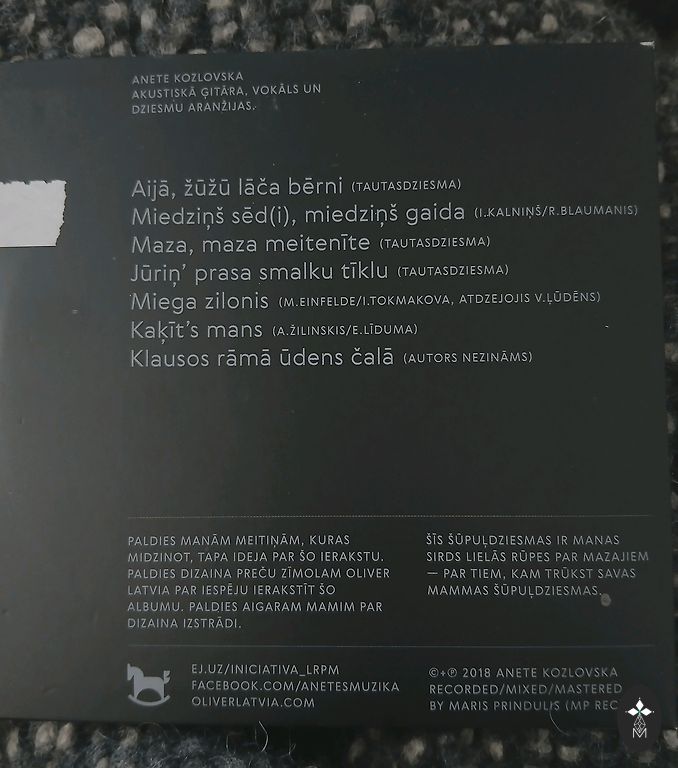 ANETE KOZLOVSKA
AKUSTISKĀ ĢITĀRA, VOKĀLS UN
DZIESMU ARANŽIJAS.
Aijā, žūžū lāča bērni (TAUTASDZIESMA)
Miedziņš sēd(i), miedziņš gaida (I.KALNIŅŠ/R.BLAUMANIS)
Maza, maza meitenīte (TAUTASDZIESMA)
Jūriņ' prasa smalku tīklu (TAUTASDZIESMA)
Miega zilonis (M.EINFELDE/I.TOKMAKOVA, ATDZEJOJIS V.ĻŪDĒNS)
Kaķīt's mans (A.ŽILINSKIS/E.LĪDUMA)
Klausos rāmā ūdens čalā (AUTORS NEZINĀMS)
PALDIES MANĀM MEITIŅĀM, KURAS
MIDZINOT, TAPA IDEJA PAR ŠO IERAKSTU.
PALDIES DIZAINA PREČU ZĪMOLAM OLIVER
LATVIA PAR IESPĒJU IERAKSTĪT ŠO
ALBUMU. PALDIES AIGARAM MAMIM PAR
DIZAINA IZSTRĀDI.
ŠĪS ŠŪPUĻDZIESMAS IR MANAS
SIRDS LIELĀS RŪPES PAR MAZAJIEM
— PAR TIEM, KAM TRŪKST SAVAS
MAMMAS ŠŪPUĻDZIESMAS.
EJ.UZ/INICIATIVA_LRPM
FACEBOOK.COM/ANETESMUZIKA
OLIVERLATVIA.COM
©+℗ 2018 ANETE KOZLOVSKA
RECORDED/MIXED/MASTERED
BY MARIS PRINDULIS (MP REC